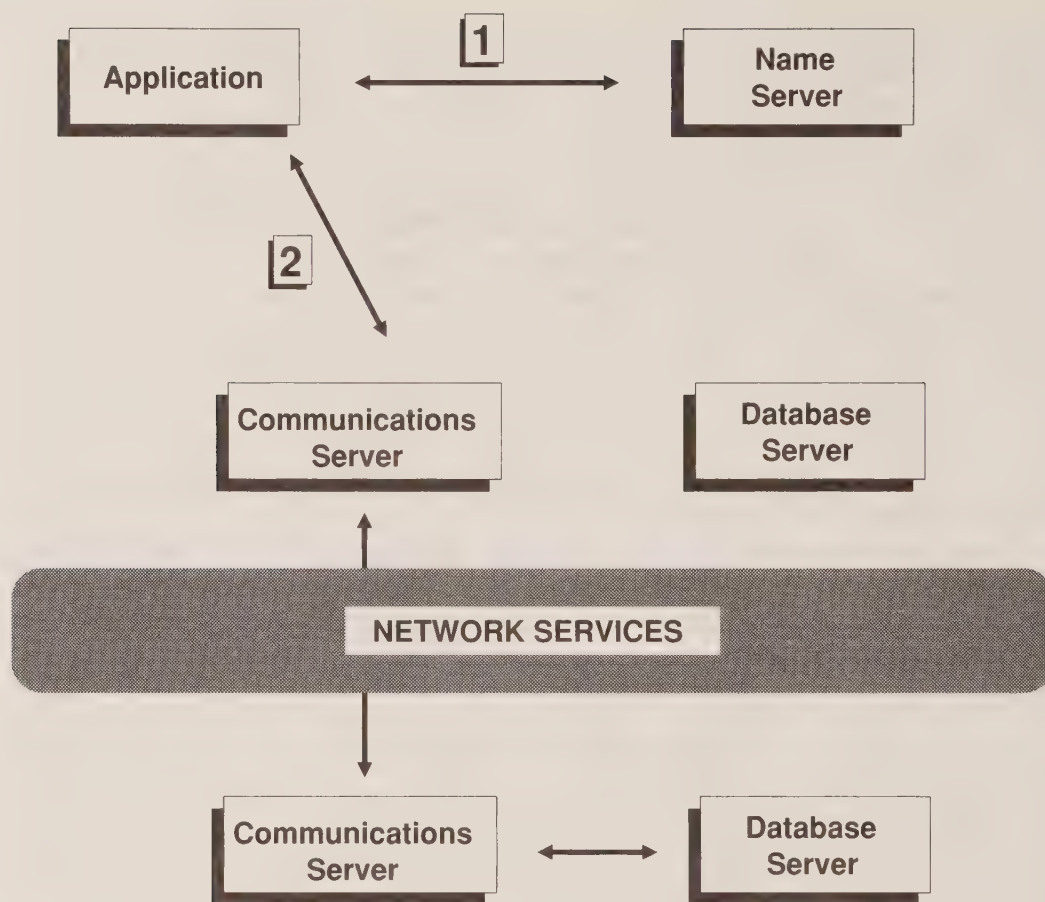 Application
1
Name
Server
2
Communications
Server
Database
Server
NETWORK SERVICES
Communications
Server
Database
Server